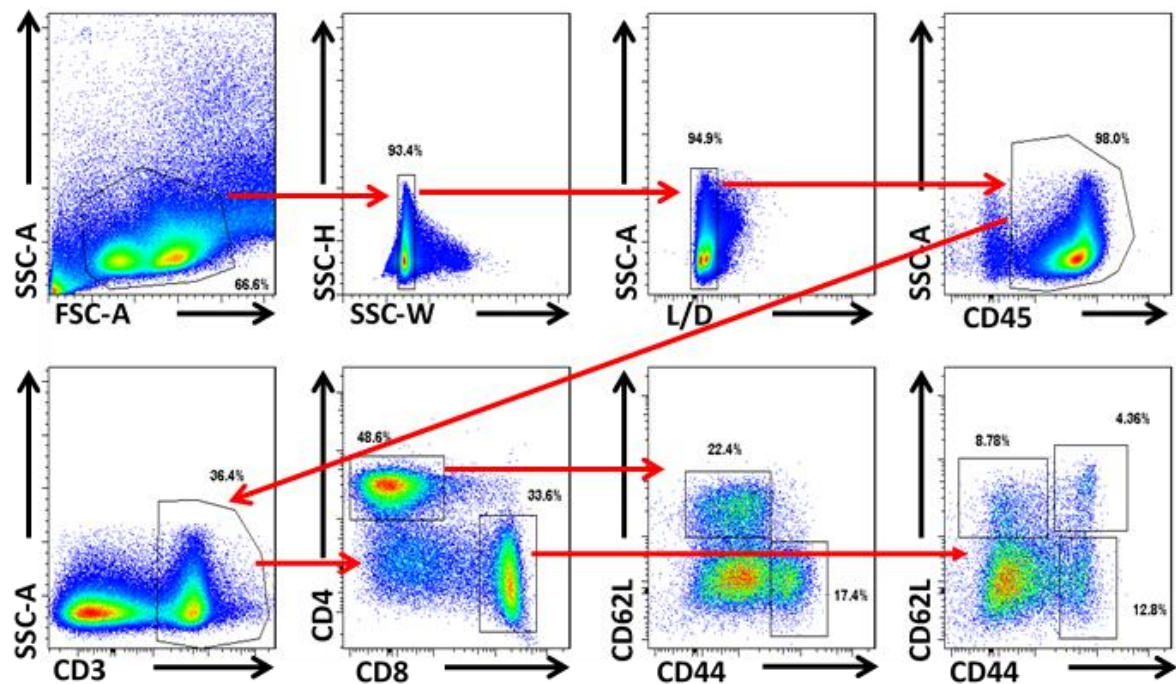 SSC-A
66.6%
FSC-A
SSC-H
93.4%
SSC-W
SSC-A
94.9%
L/D
SSC-A
98.0%
CD45
SSC-A
36.4%
CD3
CD4
48.6%
33.6%
CD8
CD62L
22.4%
17.4%
CD44
CD62L
8.78%
4.36%
12.8%
CD44